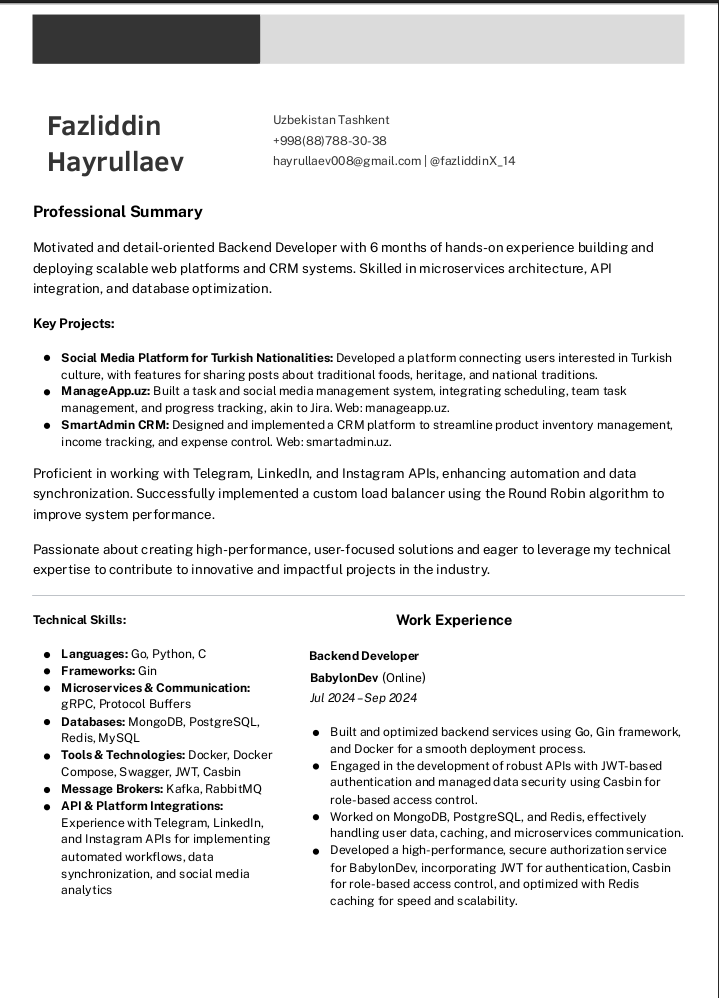 Fazliddin
Hayrullaev
Uzbekistan Tashkent
+998(88)788-30-38
hayrullaev008@gmail.com | @fazliddinX_14
Professional Summary
Motivated and detail-oriented Backend Developer with 6 months of hands-on experience building and
deploying scalable web platforms and CRM systems. Skilled in microservices architecture, API
integration, and database optimization.
Key Projects:
● Social Media Platform for Turkish Nationalities: Developed a platform connecting users interested in Turkish
culture, with features for sharing posts about traditional foods, heritage, and national traditions.
● ManageApp.uz: Built a task and social media management system, integrating scheduling, team task
management, and progress tracking, akin to Jira. Web: manageapp.uz.
● SmartAdmin CRM: Designed and implemented a CRM platform to streamline product inventory management,
income tracking, and expense control. Web: smartadmin.uz.
Proficient in working with Telegram, LinkedIn, and Instagram APIs, enhancing automation and data
synchronization. Successfully implemented a custom load balancer using the Round Robin algorithm to
improve system performance.
Passionate about creating high-performance, user-focused solutions and eager to leverage my technical
expertise to contribute to innovative and impactful projects in the industry.
Technical Skills:
● Languages: Go, Python, C
● Frameworks: Gin
● Microservices & Communication:
gRPC, Protocol Buffers
● Databases: MongoDB, PostgreSQL,
Redis, MySQL
● Tools & Technologies: Docker, Docker
Compose, Swagger, JWT, Casbin
● Message Brokers: Kafka, RabbitMQ
● API & Platform Integrations:
Experience with Telegram, LinkedIn,
and Instagram APIs for implementing
automated workflows, data
synchronization, and social media
analytics
Work Experience
Backend Developer
BabylonDev (Online)
Jul 2024 – Sep 2024
● Built and optimized backend services using Go, Gin framework,
and Docker for a smooth deployment process.
● Engaged in the development of robust APIs with JWT-based
authentication and managed data security using Casbin for
role-based access control.
● Worked on MongoDB, PostgreSQL, and Redis, effectively
handling user data, caching, and microservices communication.
● Developed a high-performance, secure authorization service
for BabylonDev, incorporating JWT for authentication, Casbin
for role-based access control, and optimized with Redis
caching for speed and scalability.